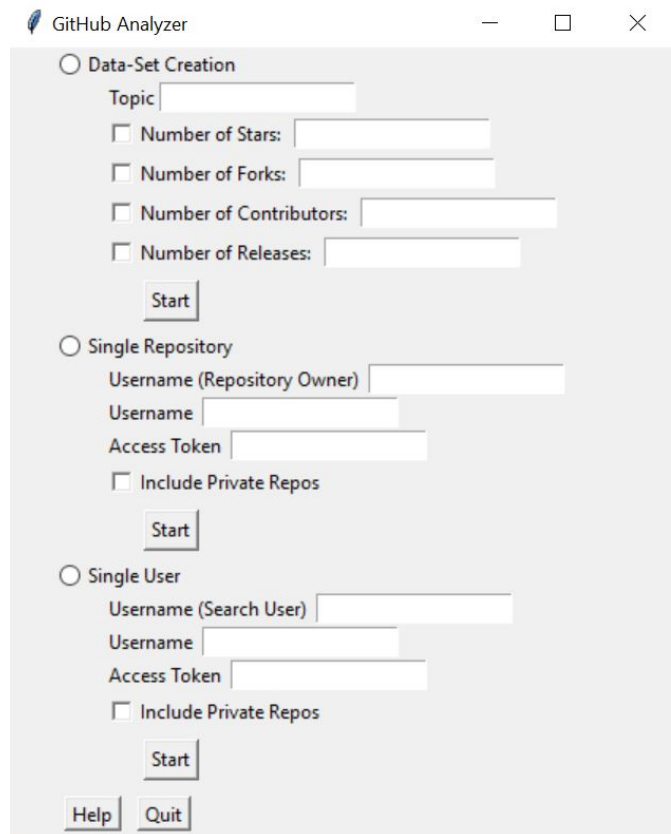 GitHub Analyzer
Data-Set Creation
Topic
Number of Stars:
Number of Forks:
Number of Contributors:
Number of Releases:
Start
Single Repository
Username (Repository Owner)
Username
Access Token
Include Private Repos
Start
Single User
Username (Search User)
Username
Access Token
Include Private Repos
Start
Help Quit